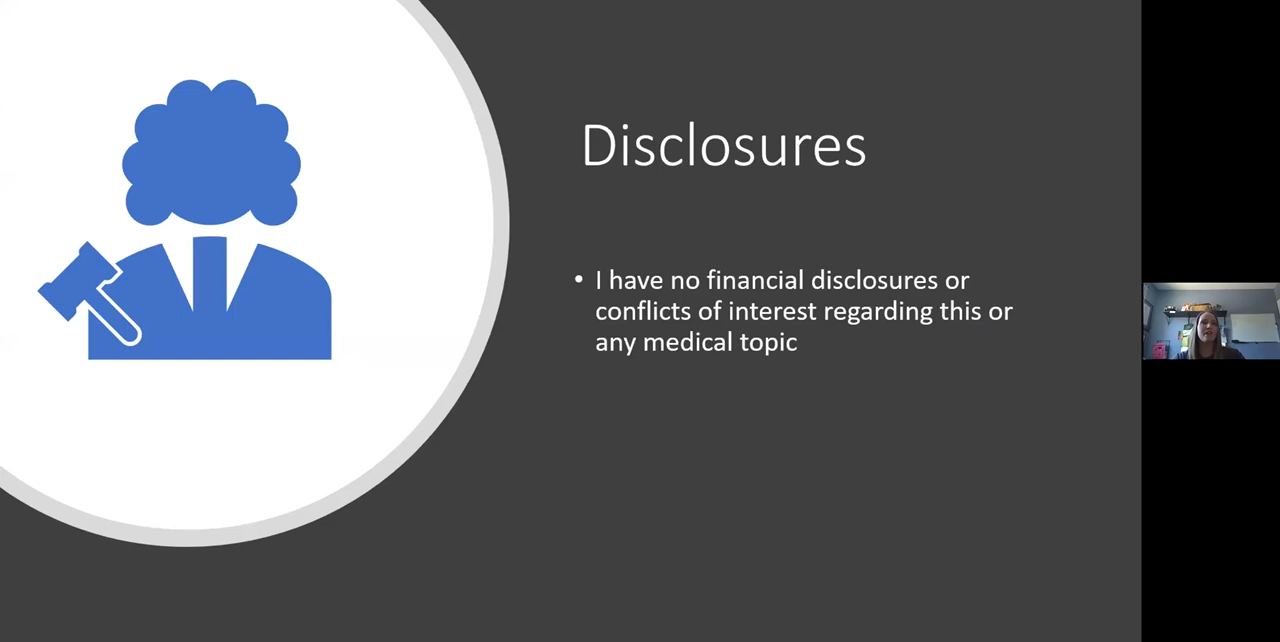 Disclosures
• I have no financial disclosures or
conflicts of interest regarding this or
any medical topic